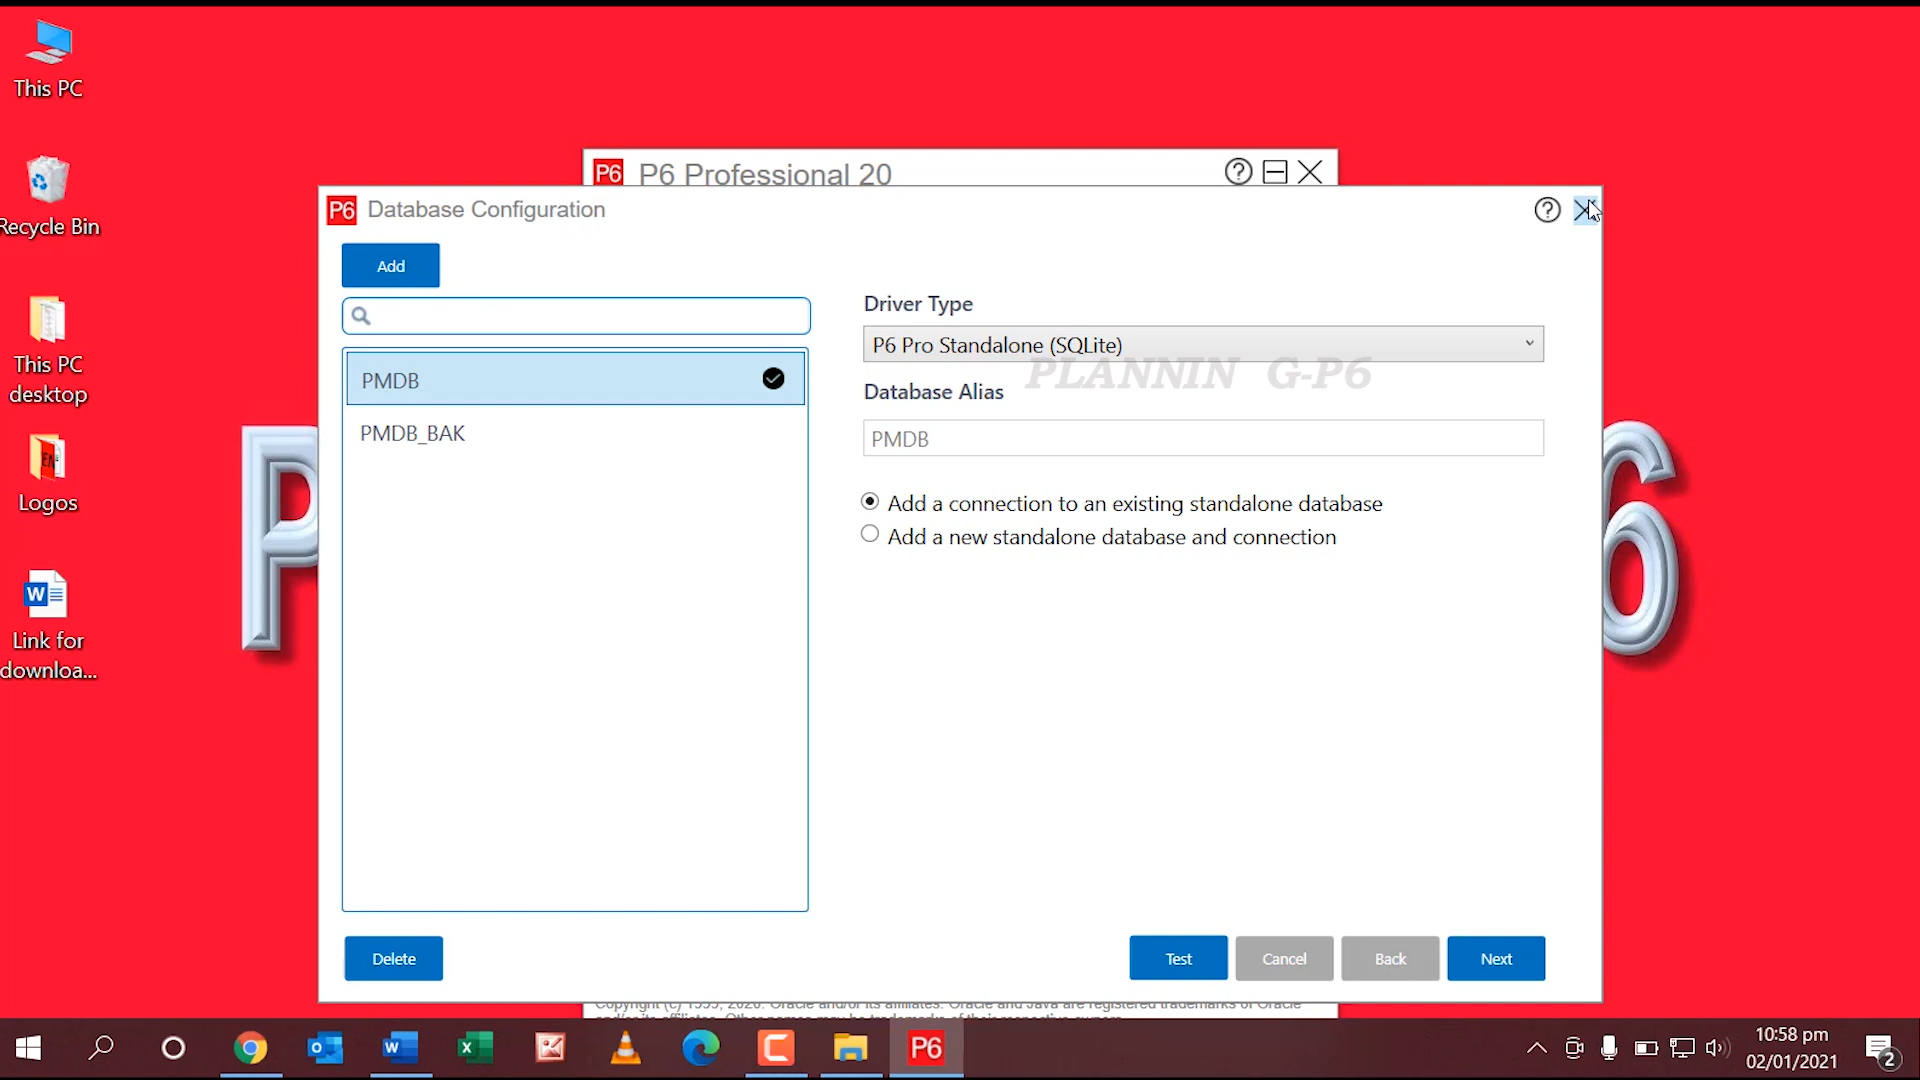 This PC
Recycle Bin
This PC
desktop
Logos
Link for
downloa...
P6 Professional 20
P6 Database Configuration
Add
PMDB
PMDB_BAK
Driver Type
P6 Pro Standalone (SQLite)
PLANNIN G-P6
Database Alias
PMDB
Add a connection to an existing standalone database
Add a new standalone database and connection
Delete
Test
Cancel
Back
Next
P
6
P6
10:58 pm
02/01/2021
2